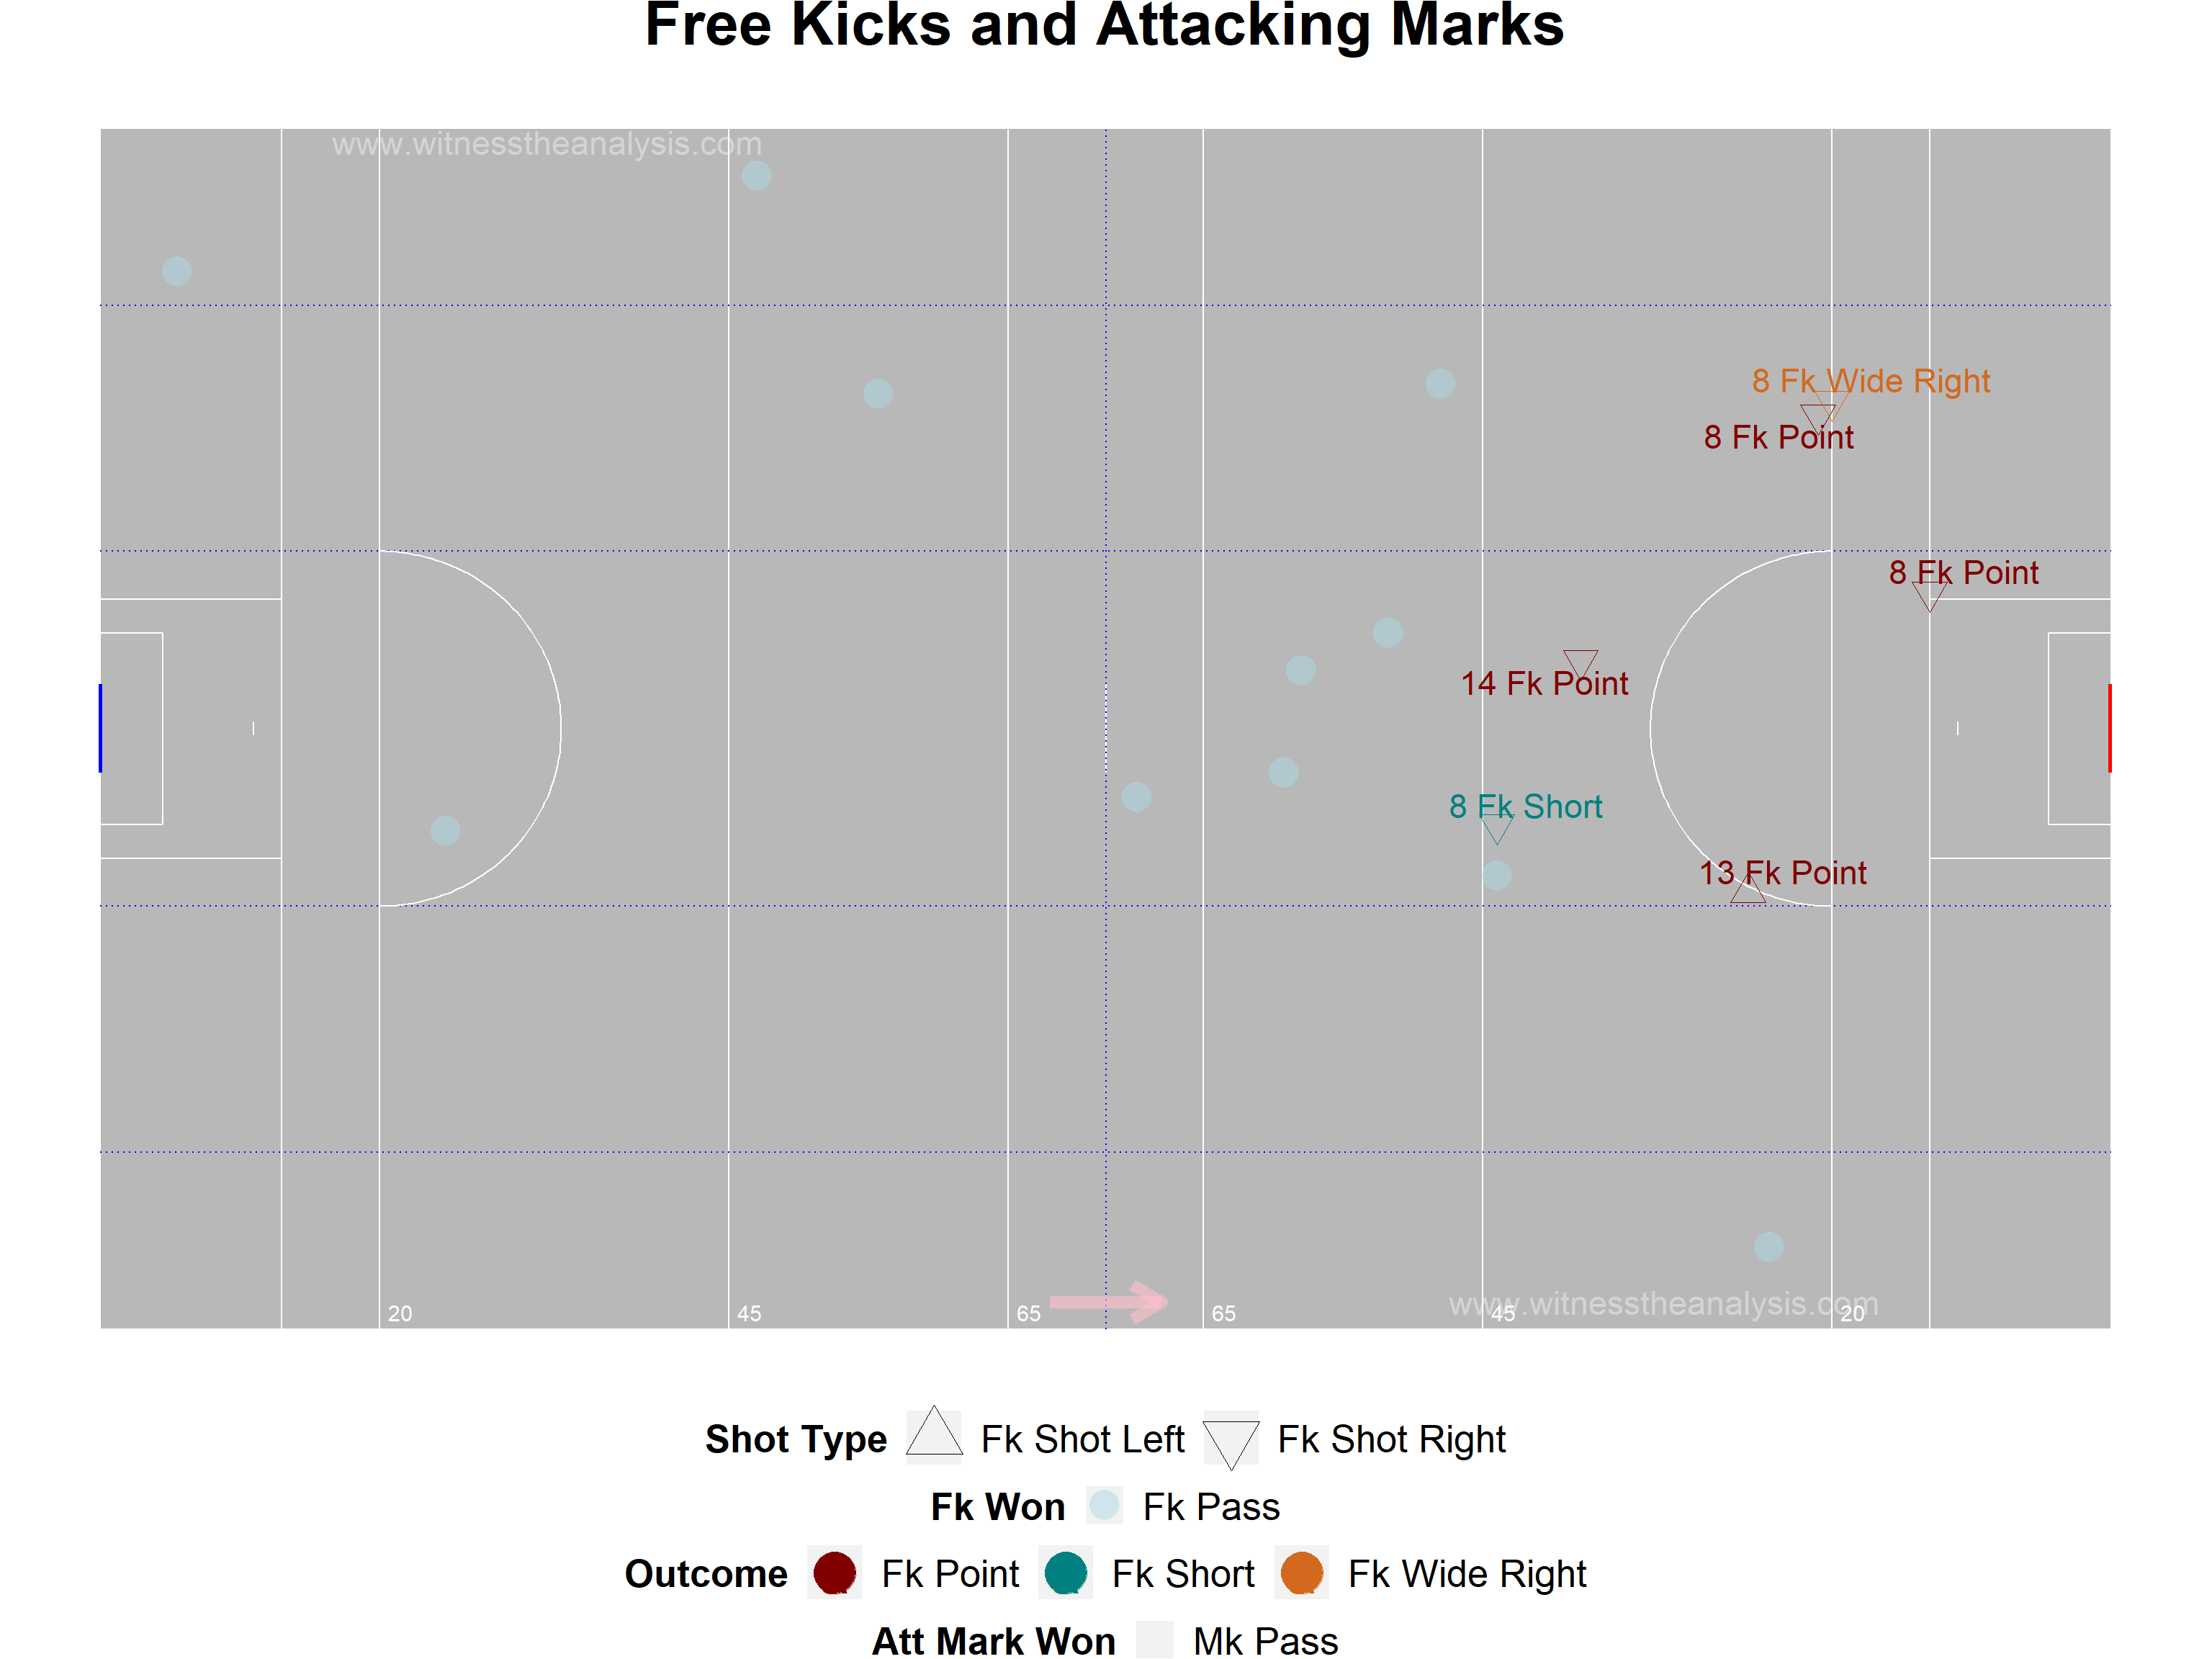 Free Kicks and Attacking Marks
www.witnesstheanalysis.com
8 Fk Wide Right
8 Fk Point
8 Fk Point
14 Fk Point
8 Fk Short
13 Fk Point
www.witnesstheanalysis.com
20 45 65 65 45 20
Shot Type Fk Shot Left Fk Shot Right
Fk Won Fk Pass
Outcome Fk Point Fk Short Fk Wide Right
Att Mark Won Mk Pass